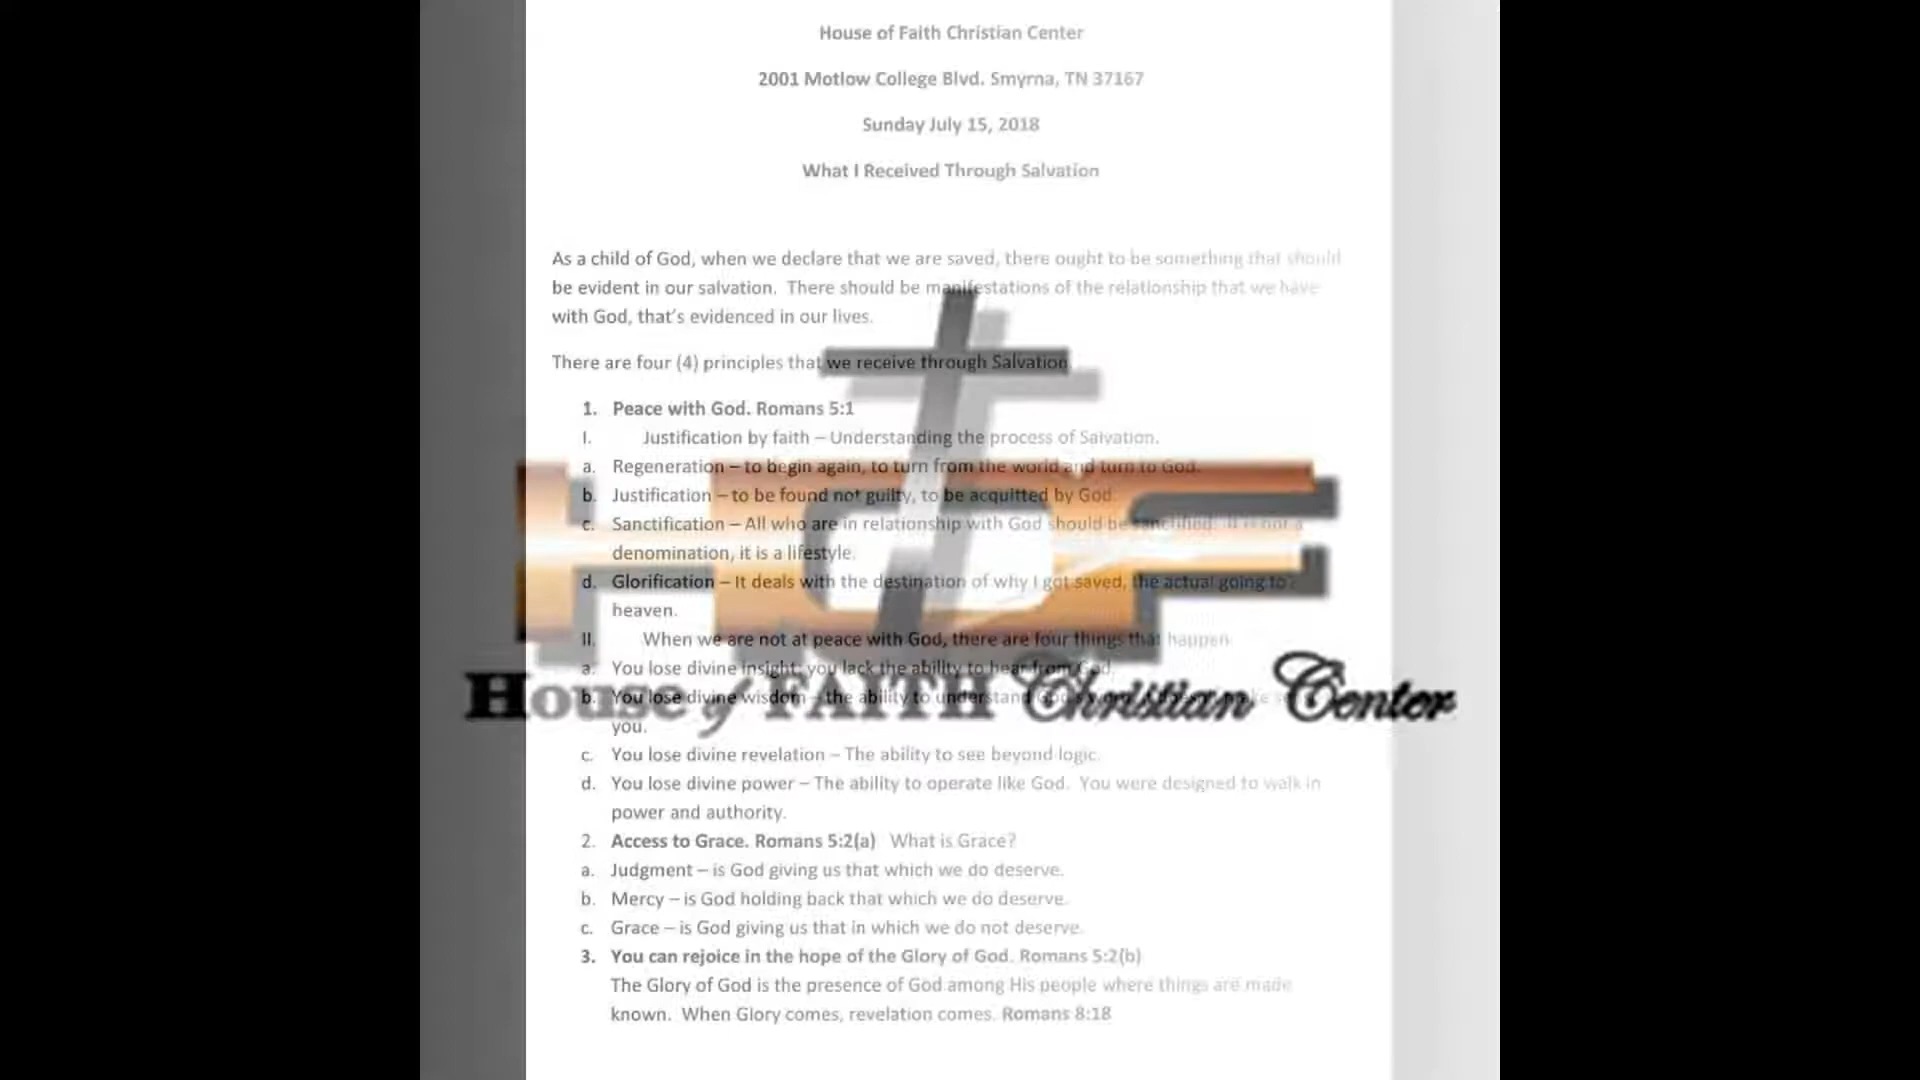 House of Faith Christian Center
2001 Motlow College Blvd. Smyrna, TN 37167
Sunday July 15, 2018
What I Received Through Salvation
As a child of God, when we declare that we are saved, there ought to be something that should
be evident in our salvation. There should be manifestations of the relationship that we have
with God, that's evidenced in our lives.
There are four (4) principles that we receive through Salvation
1. Peace with God. Romans 5:1
I. Justification by faith – Understanding the process of Salvation.
a. Regeneration – to begin again, to turn from the world and turn to God.
b. Justification – to be found not guilty, to be acquitted by God.
c. Sanctification – All who are in relationship with God should be sanctified. It is not a
denomination, it is a lifestyle.
d. Glorification – It deals with the destination of why I got saved, the actual going to
heaven.
II. When we are not at peace with God, there are four things that happen
a. You lose divine insight, you lack the ability to hear from God.
b. You lose divine wisdom – the ability to understand
you.
c. You lose divine revelation – The ability to see beyond logic.
d. You lose divine power – The ability to operate like God. You were designed to walk in
power and authority.
2. Access to Grace. Romans 5:2(a) What is Grace?
a. Judgment – is God giving us that which we do deserve.
b. Mercy – is God holding back that which we do deserve.
c. Grace – is God giving us that in which we do not deserve.
3. You can rejoice in the hope of the Glory of God. Romans 5:2(b)
The Glory of God is the presence of God among His people where things are made
known. When Glory comes, revelation comes. Romans 8:18
HOF
House of FAITH Christian Center